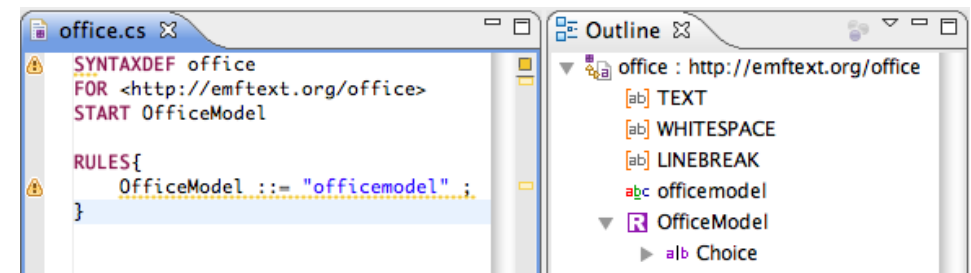 office.cs
SYNTAXDEF office
FOR <http://emftext.org/office>
START OfficeModel
RULES{
OfficeModel ::= "officemodel" ;
}
Outline
office : http://emftext.org/office
[ab] TEXT
[ab] WHITESPACE
[ab] LINEBREAK
abc officemodel
R OfficeModel
a|b Choice